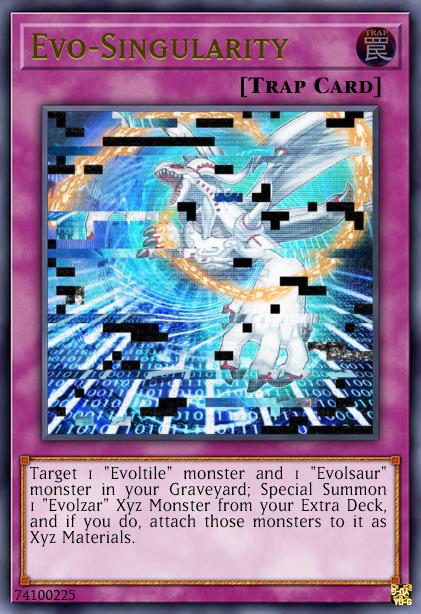 Evo-Singularity
TRAP
罠
[Trap Card]
Target 1 "Evoltile" monster and 1 "Evolsaur"
monster in your Graveyard; Special Summon
1 "Evolzar" Xyz Monster from your Extra Deck,
and if you do, attach those monsters to it as
Xyz Materials.
74100225